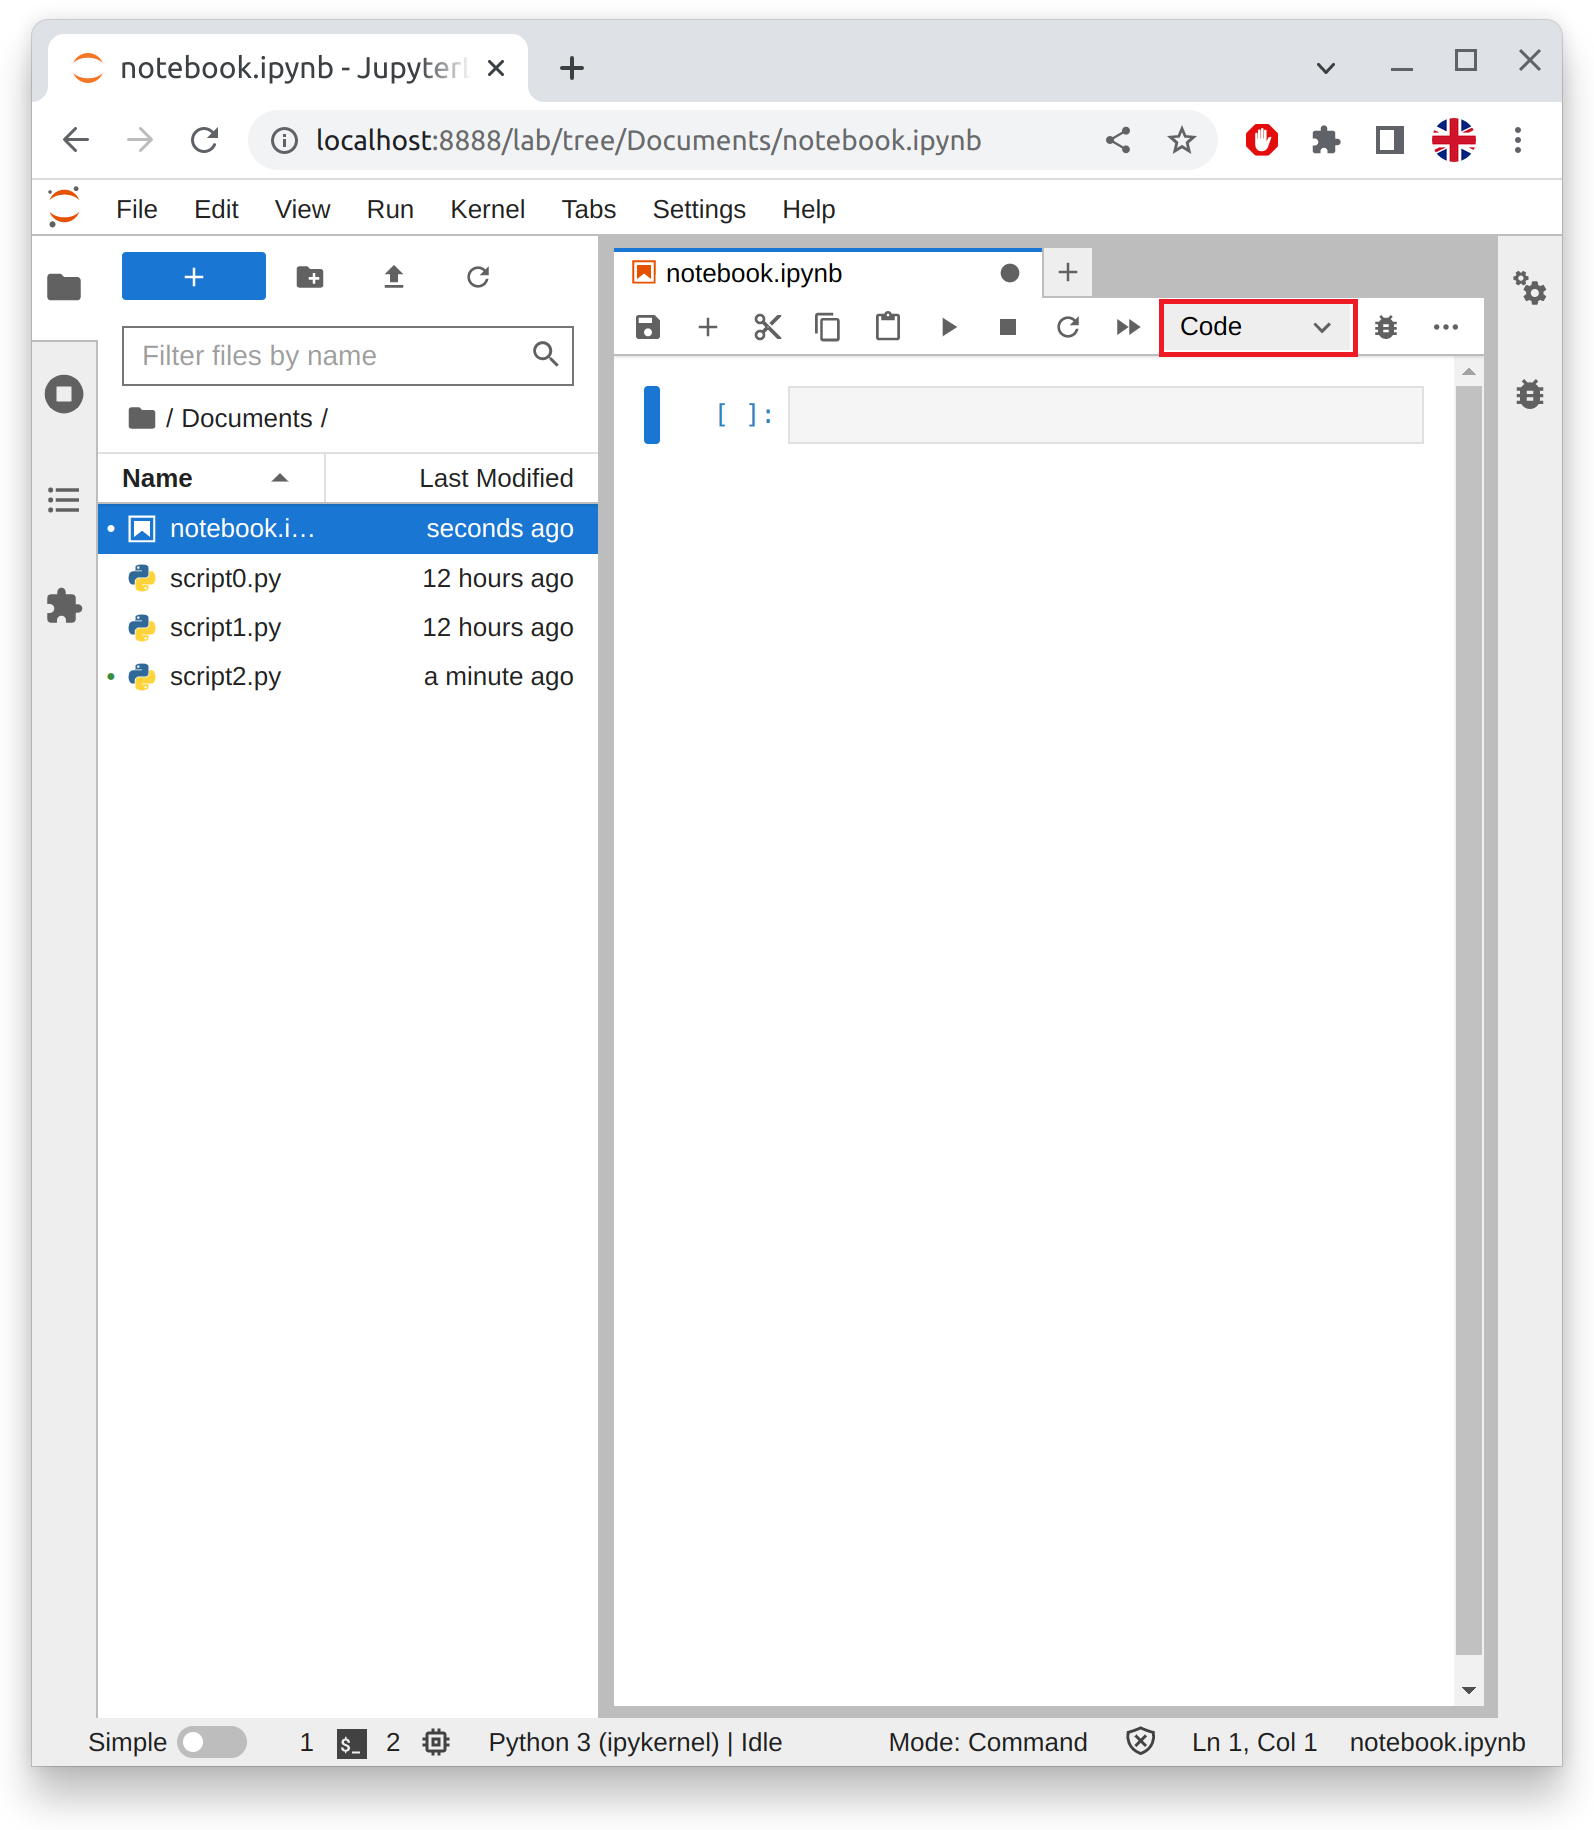 notebook.ipynb - Jupyter
localhost:8888/lab/tree/Documents/notebook.ipynb
File Edit View Run Kernel Tabs Settings Help
notebook.ipynb
Code
Filter files by name
/ Documents /
Name Last Modified
notebook.i… seconds ago
script0.py 12 hours ago
script1.py 12 hours ago
script2.py a minute ago
[ ]:
Simple 1 $_ 2 Python 3 (ipykernel) | Idle Mode: Command Ln 1, Col 1 notebook.ipynb